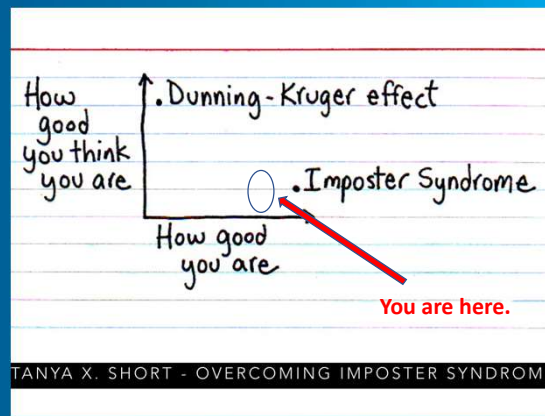 How
good
you think
you are
.Dunning-Kruger effect
.Imposter Syndrome
How good
you are
You are here.
TANYA X. SHORT - OVERCOMING IMPOSTER SYNDROM